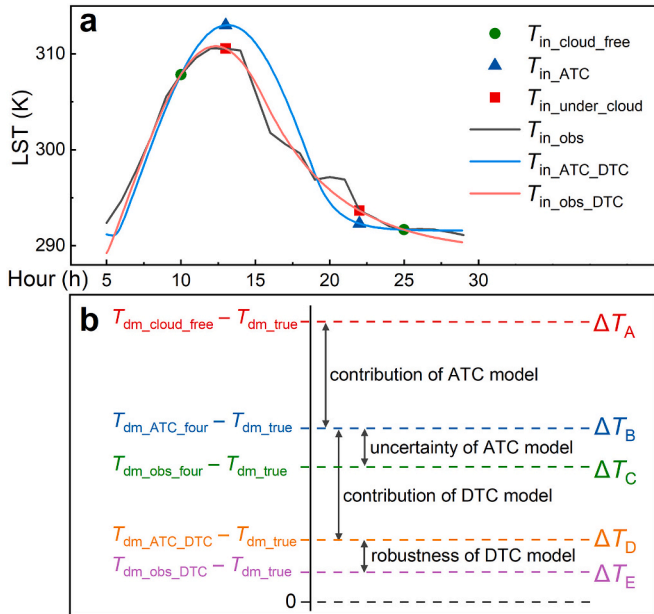 a
LST (K)
310
300
290
Hour (h)
5
10
15
20
25
30
T_in_cloud_free
T_in_ATC
T_in_under_cloud
T_in_obs
T_in_ATC_DTC
T_in_obs_DTC
b
T_dm_cloud_free − T_dm_true
ΔT_A
contribution of ATC model
T_dm_ATC_four − T_dm_true
ΔT_B
uncertainty of ATC model
T_dm_obs_four − T_dm_true
ΔT_C
contribution of DTC model
T_dm_ATC_DTC − T_dm_true
ΔT_D
robustness of DTC model
T_dm_obs_DTC − T_dm_true
ΔT_E
0